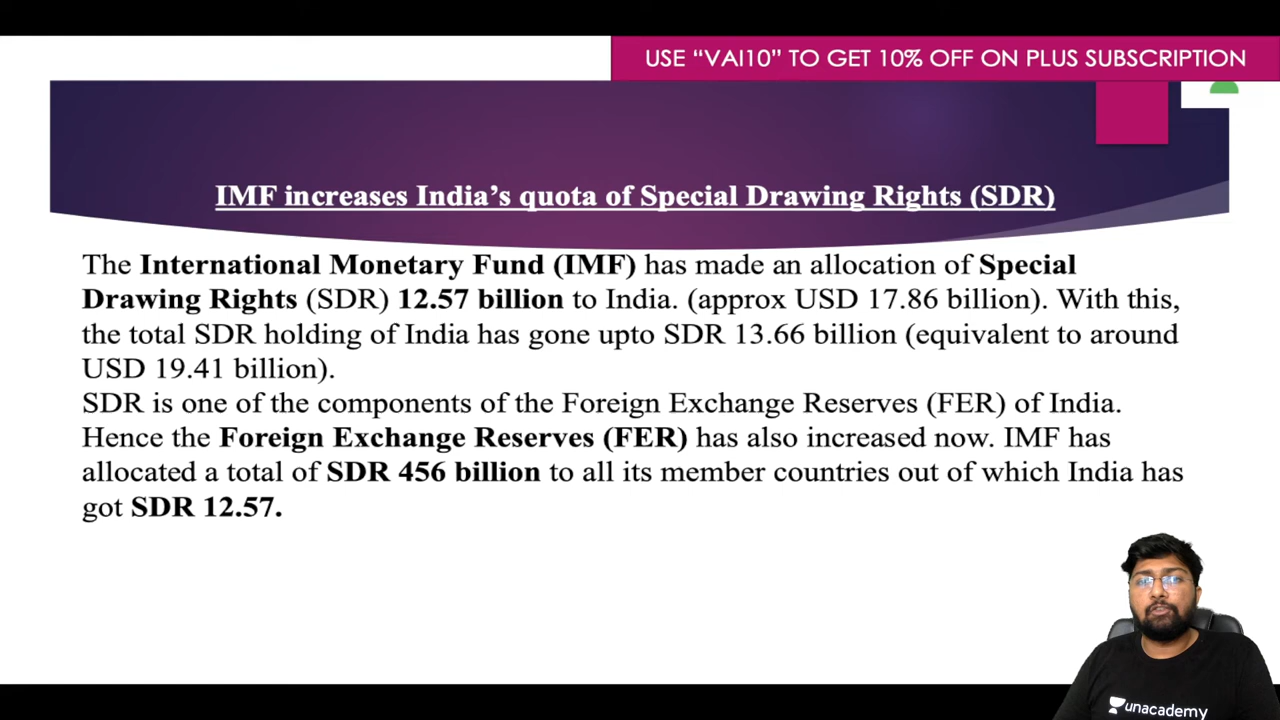 USE “VAI10” TO GET 10% OFF ON PLUS SUBSCRIPTION
IMF increases India’s quota of Special Drawing Rights (SDR)
The International Monetary Fund (IMF) has made an allocation of Special
Drawing Rights (SDR) 12.57 billion to India. (approx USD 17.86 billion). With this,
the total SDR holding of India has gone upto SDR 13.66 billion (equivalent to around
USD 19.41 billion).
SDR is one of the components of the Foreign Exchange Reserves (FER) of India.
Hence the Foreign Exchange Reserves (FER) has also increased now. IMF has
allocated a total of SDR 456 billion to all its member countries out of which India has
got SDR 12.57.
unacademy